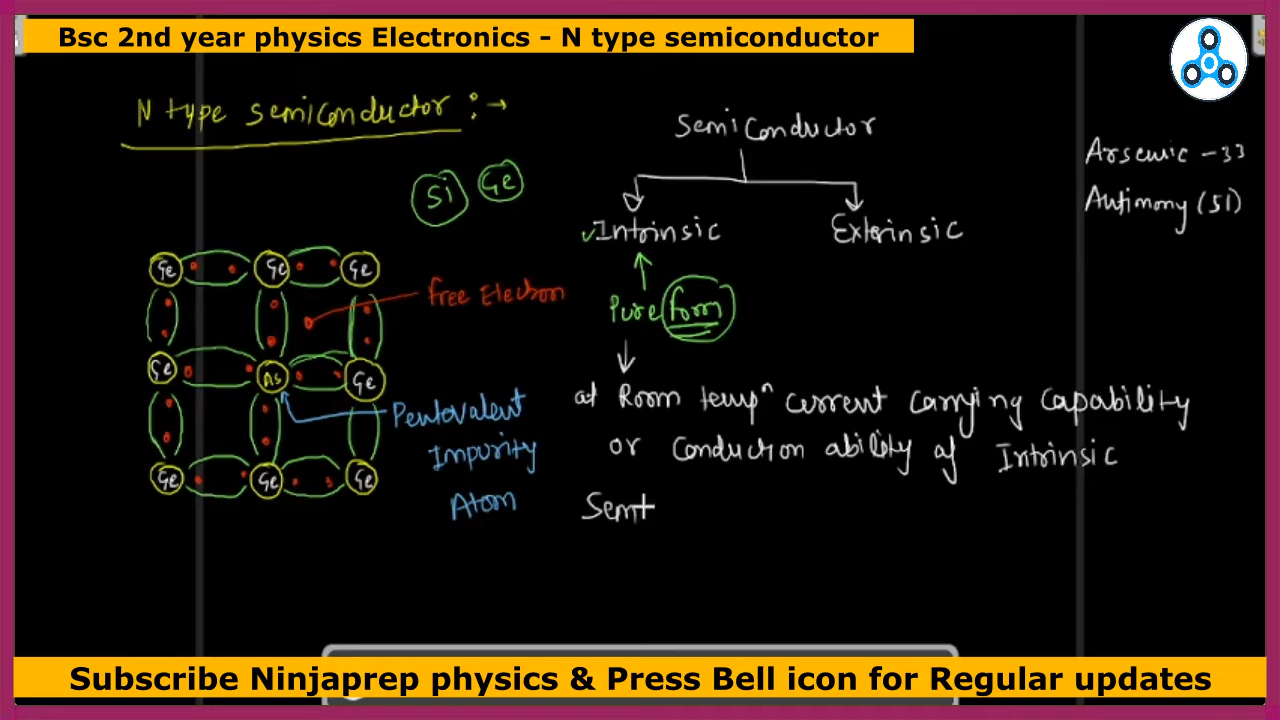 Bsc 2nd year physics Electronics - N type semiconductor
N type semiconductor :→
Semiconductor
Arsenic - 33
Antimony (51)
Si Ge
Intrinsic
Extrinsic
Pure form
Ge Ge Ge
free Electron
Ge As Ge
Pentavalent
Impurity
Atom
Ge Ge Ge
at Room tempⁿ current carrying capability
or conduction ability of Intrinsic
Semi
Subscribe Ninjaprep physics & Press Bell icon for Regular updates